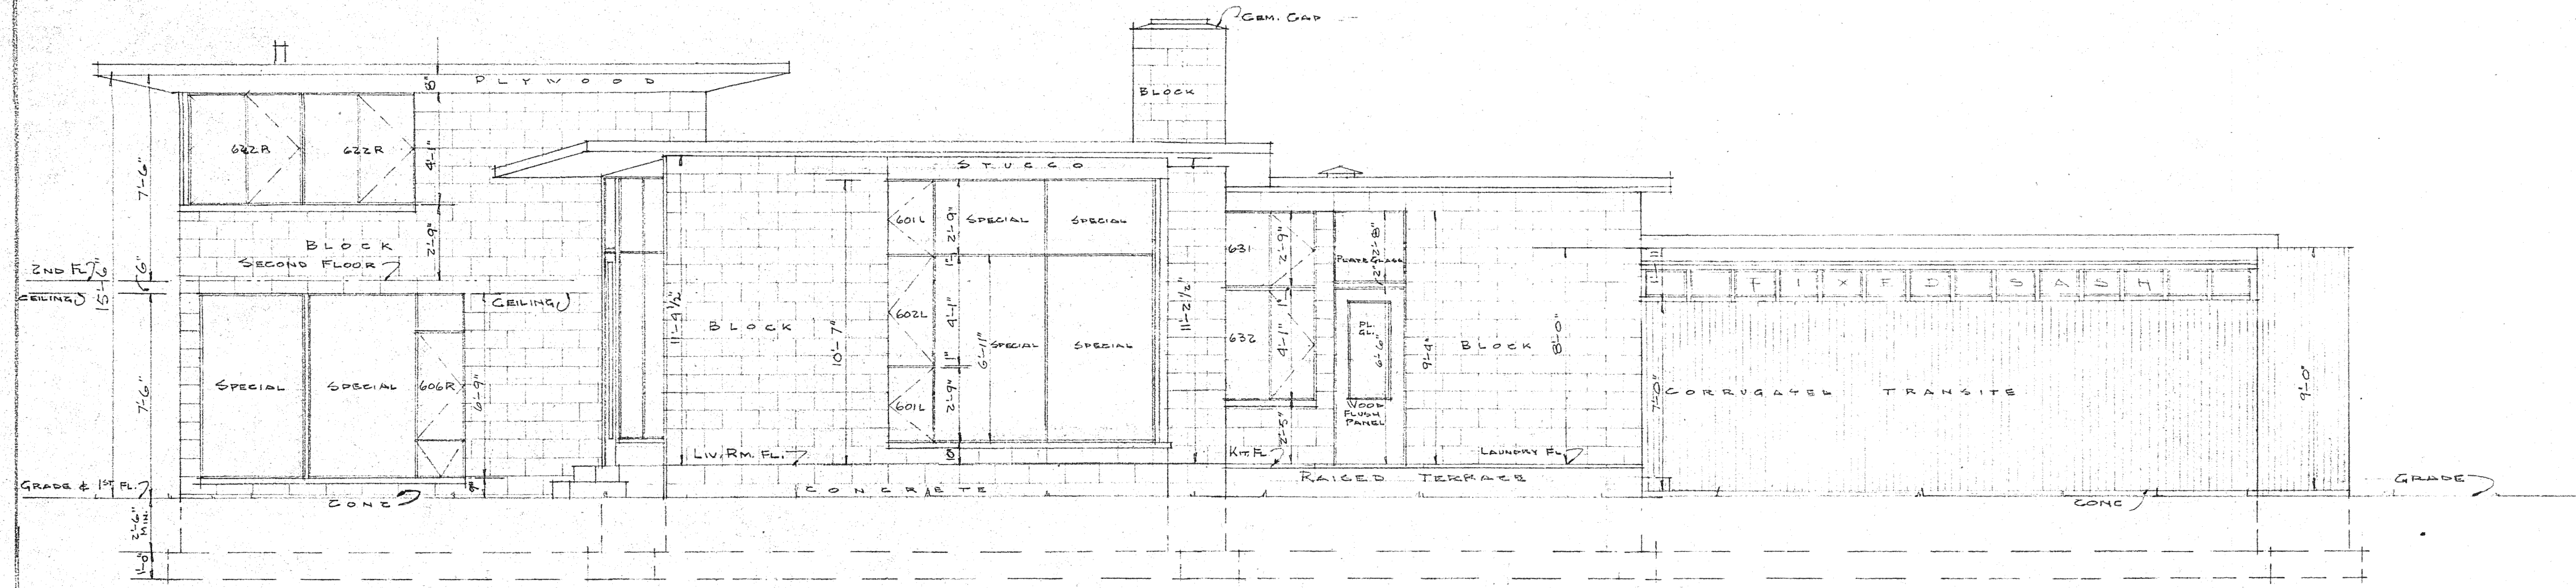 CEM. CAP
PLYWOOD
8"
BLOCK
622R
622R
4'-1"
7'-6"
STUCCO
601L
2'-9"
SPECIAL
SPECIAL
631
2'-9"
2'-8"
PLATE GLASS
2"
BLOCK
SECOND FLOOR
2'-9"
2ND FL.
6"
CEILING
CEILING
1"
FIXED SASH
11'-4 1/2"
BLOCK
10'-7"
602L
4'-1"
11'-2 1/2"
632
4'-1"
1"
PL. GL.
6'-6"
9'-4"
BLOCK
8'-0"
1"
6'-11"
SPECIAL
SPECIAL
7'-6"
SPECIAL
SPECIAL
606R
6'-9"
601L
2'-9"
WOOD
FLUSH
PANEL
7'-0"
CORRUGATED TRANSITE
9'-0"
LIV. RM. FL.
KIT. FL.
2'-5"
LAUNDRY FL.
GRADE & 1ST FL.
RAISED TERRACE
GRADE
CONC
CONCRETE
CONC
2'-6"
MIN.
1'-0"